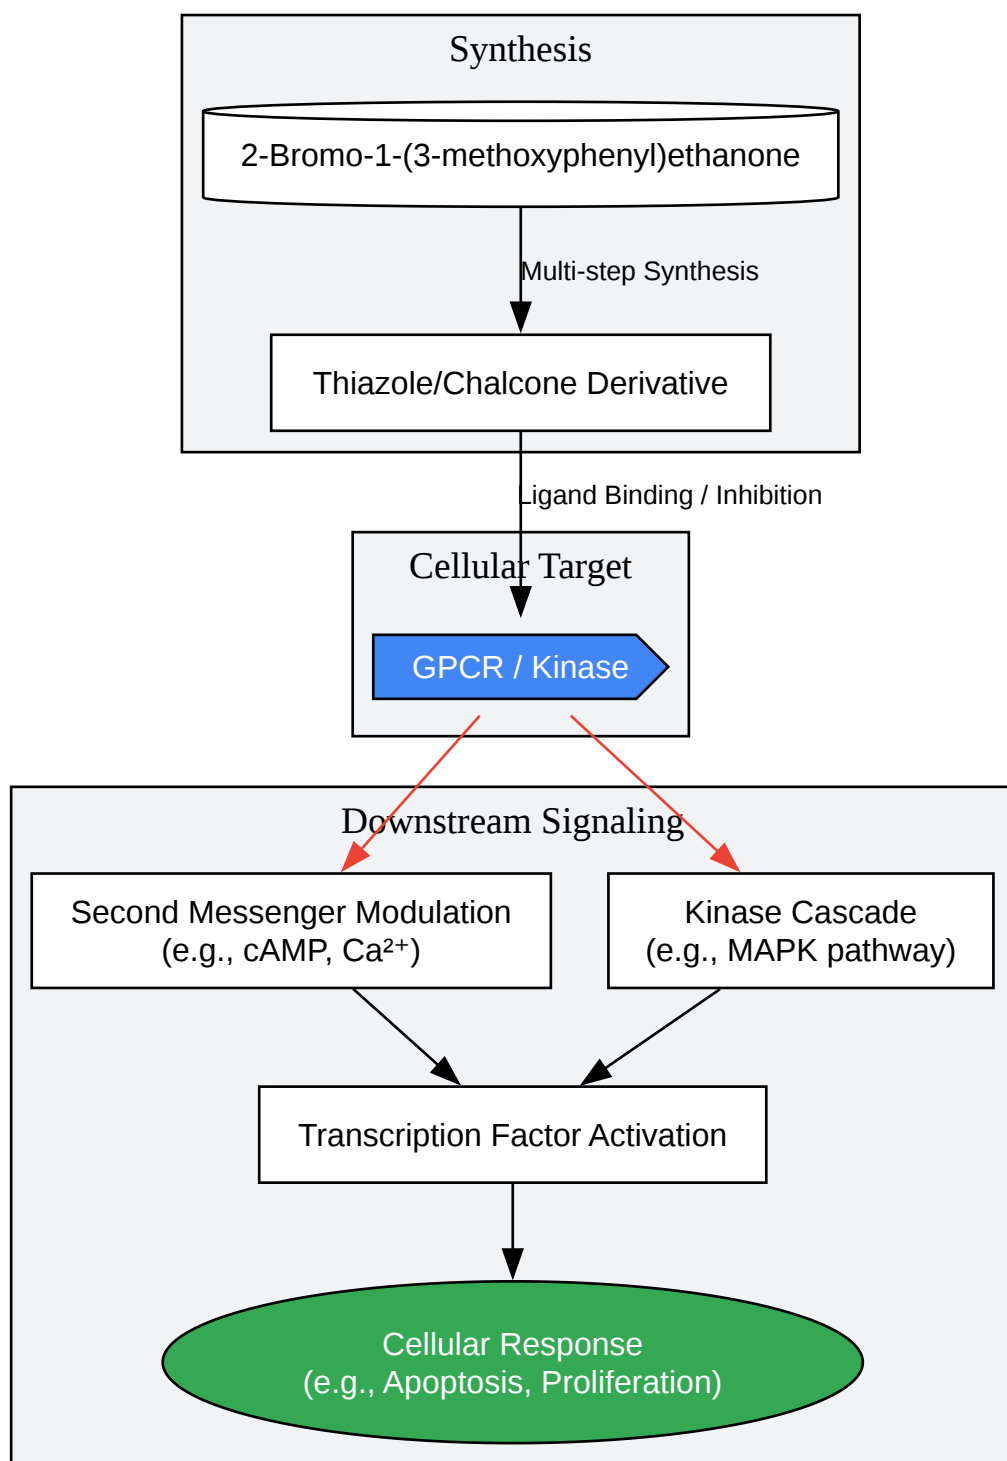 Synthesis
2-Bromo-1-(3-methoxyphenyl)ethanone
Multi-step Synthesis
Thiazole/Chalcone Derivative
Ligand Binding / Inhibition
Cellular Target
GPCR / Kinase
Downstream Signaling
Second Messenger Modulation
(e.g., cAMP, Ca²⁺)
Kinase Cascade
(e.g., MAPK pathway)
Transcription Factor Activation
Cellular Response
(e.g., Apoptosis, Proliferation)